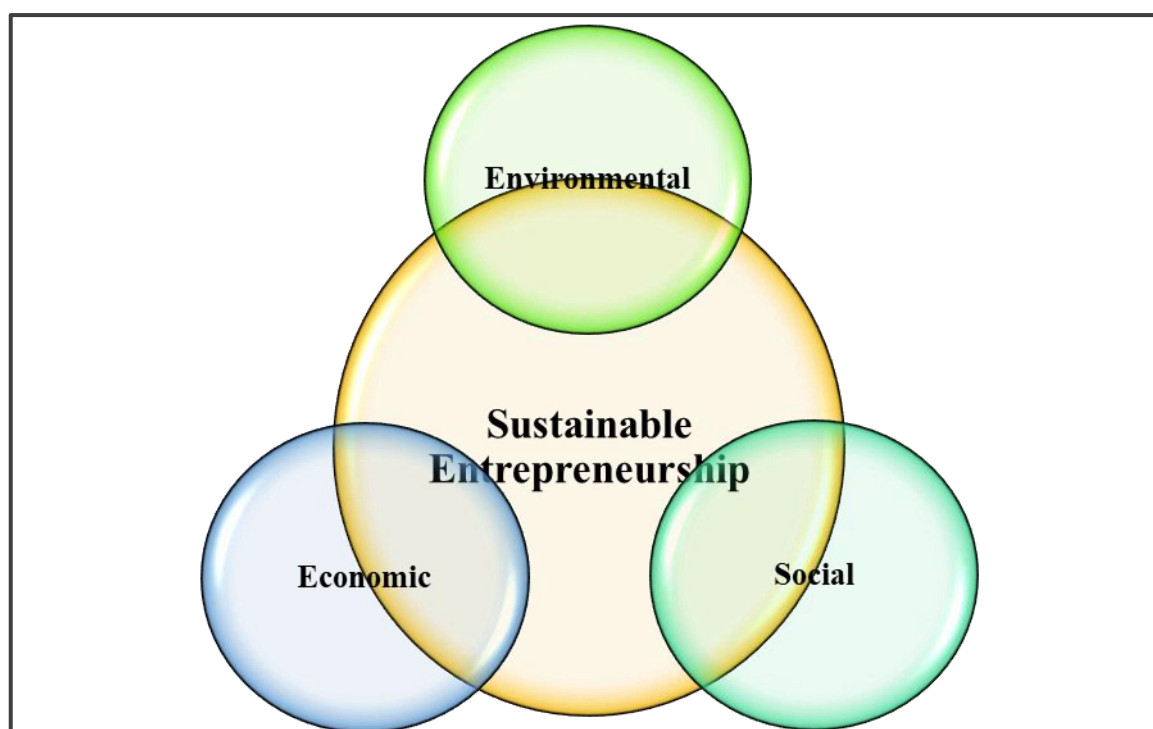 Environmental
Sustainable
Entrepreneurship
Economic
Social